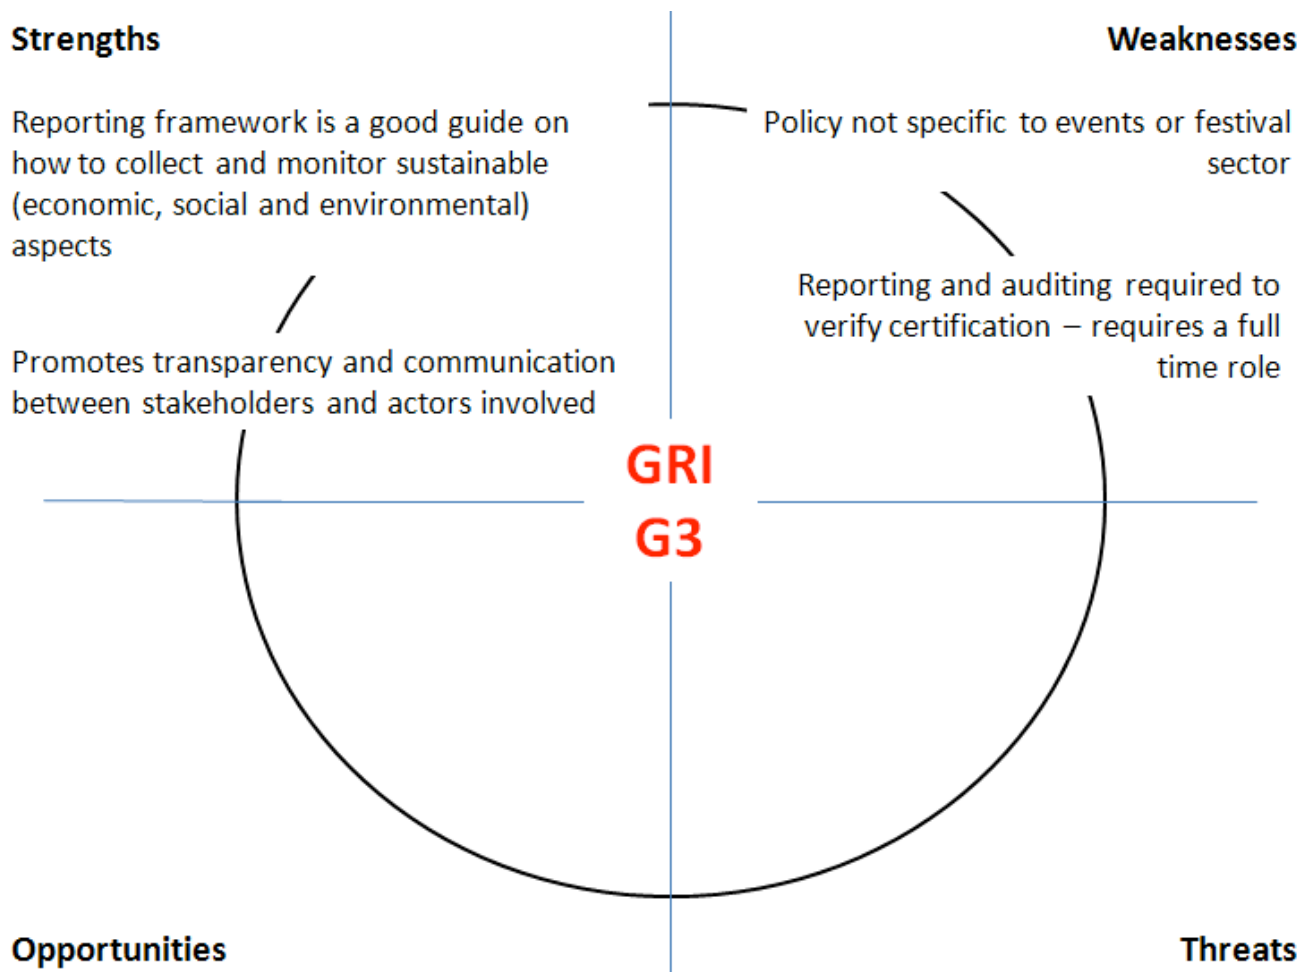 Strengths
Weaknesses
Reporting framework is a good guide on
how to collect and monitor sustainable
(economic, social and environmental)
aspects
Promotes transparency and communication
between stakeholders and actors involved
Policy not specific to events or festival
sector
Reporting and auditing required to
verify certification – requires a full
time role
GRI
G3
Opportunities
Threats